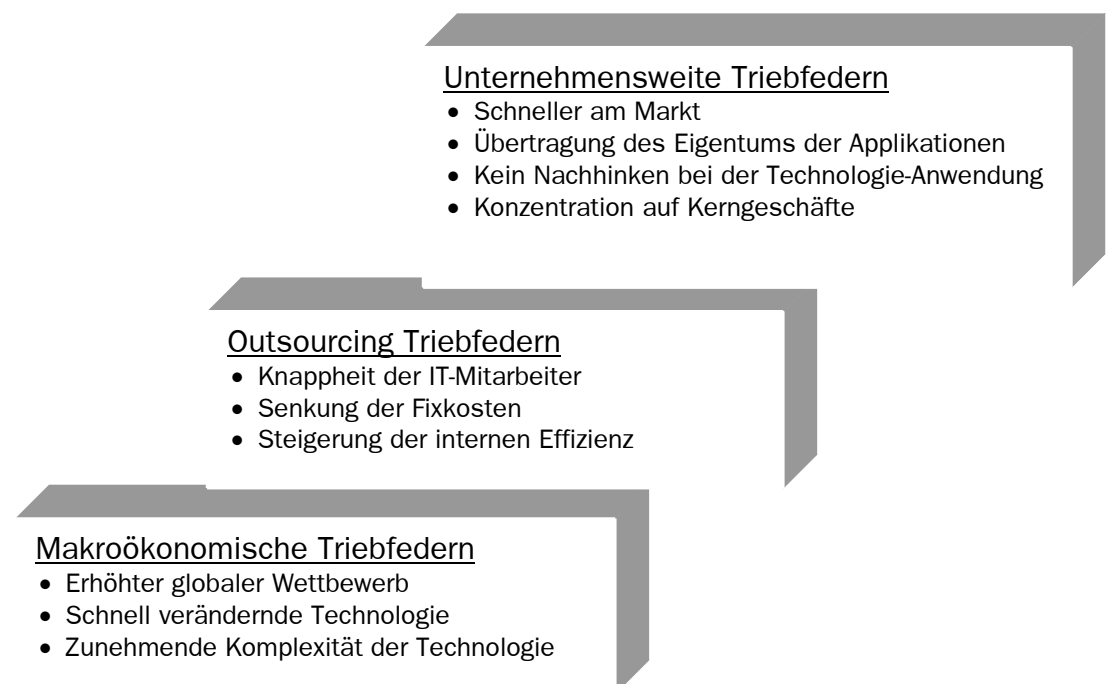 Unternehmensweite Triebfedern
• Schneller am Markt
• Übertragung des Eigentums der Applikationen
• Kein Nachhinken bei der Technologie-Anwendung
• Konzentration auf Kerngeschäfte
Outsourcing Triebfedern
• Knappheit der IT-Mitarbeiter
• Senkung der Fixkosten
• Steigerung der internen Effizienz
Makroökonomische Triebfedern
• Erhöhter globaler Wettbewerb
• Schnell verändernde Technologie
• Zunehmende Komplexität der Technologie